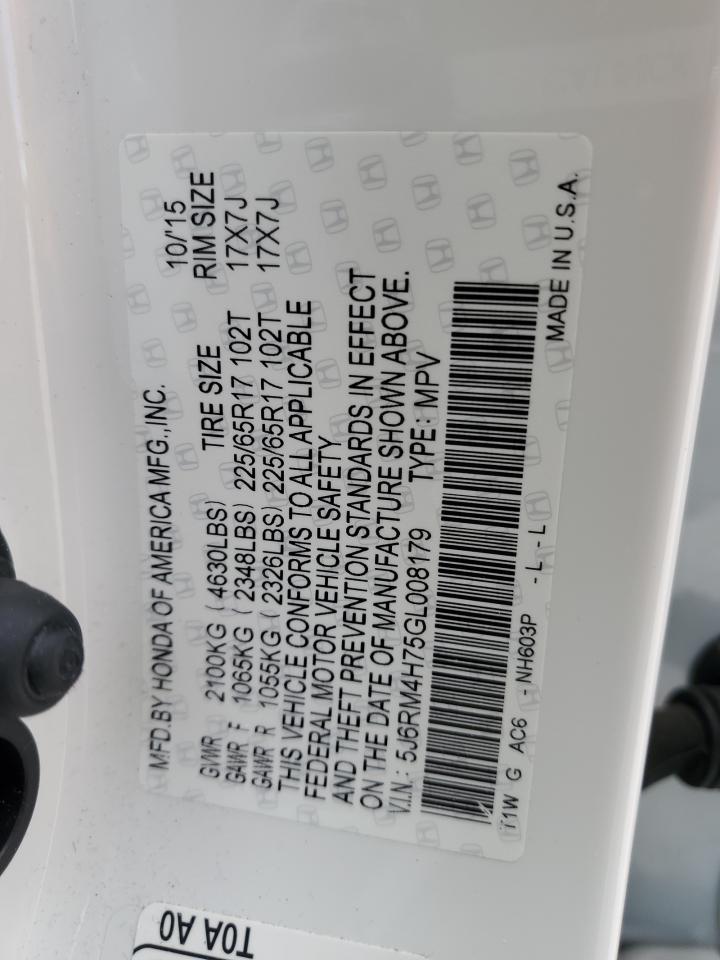 MFD.BY HONDA OF AMERICA MFG.,INC. 10/'15
TIRE SIZE RIM SIZE
GVWR 2100KG (4630LBS)
GAWR F 1065KG (2348LBS) 225/65R17 102T 17X7J
GAWR R 1055KG (2326LBS) 225/65R17 102T 17X7J
THIS VEHICLE CONFORMS TO ALL APPLICABLE
FEDERAL MOTOR VEHICLE SAFETY
AND THEFT PREVENTION STANDARDS IN EFFECT
ON THE DATE OF MANUFACTURE SHOWN ABOVE.
V.I.N.: 5J6RM4H75GL008179 TYPE: MPV
T1W G AC6 - NH603P - L - L
MADE IN U.S.A.
T0A A0